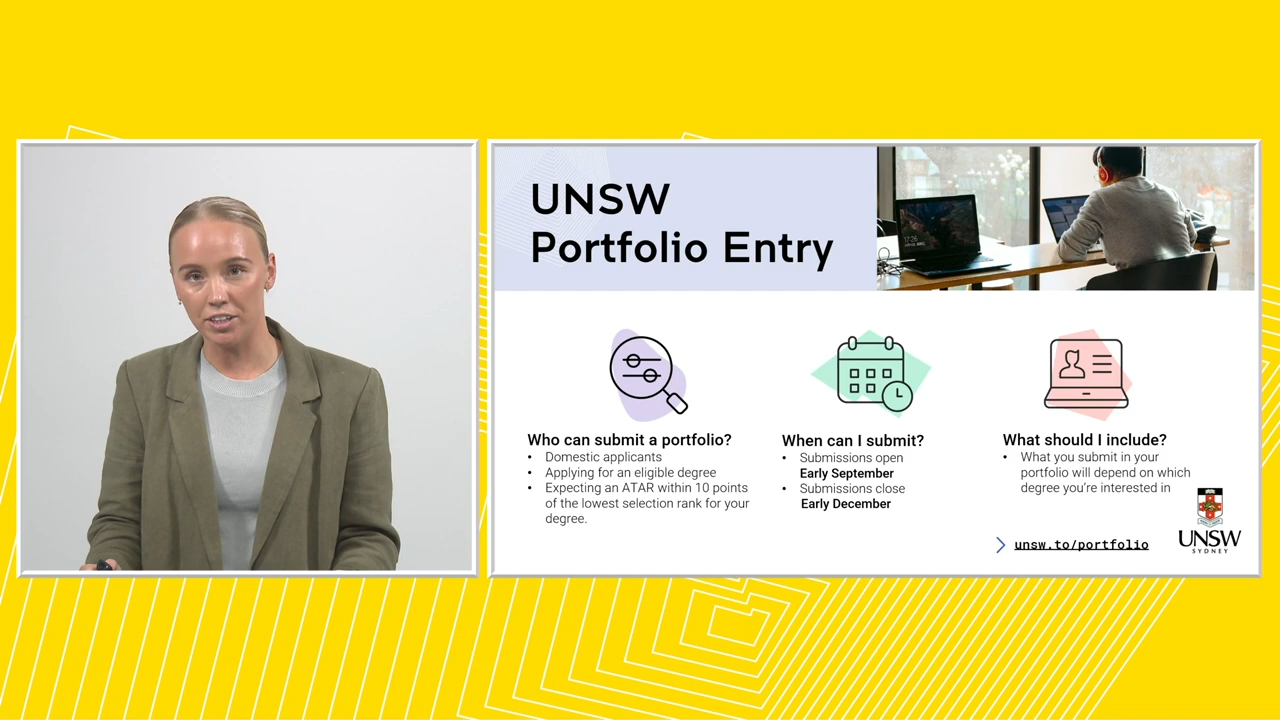 UNSW
Portfolio Entry
17:26
Who can submit a portfolio?
• Domestic applicants
• Applying for an eligible degree
• Expecting an ATAR within 10 points
of the lowest selection rank for your
degree.
When can I submit?
• Submissions open
Early September
• Submissions close
Early December
What should I include?
• What you submit in your
portfolio will depend on which
degree you’re interested in
unsw.to/portfolio
UNSW
SYDNEY